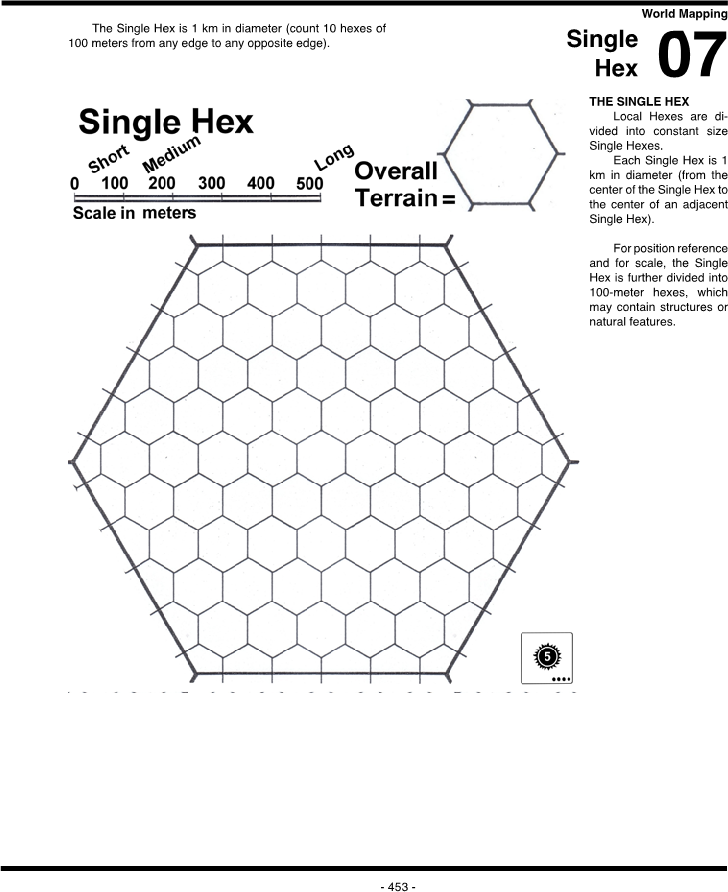 World Mapping
The Single Hex is 1 km in diameter (count 10 hexes of
100 meters from any edge to any opposite edge).
Single
Hex
07
THE SINGLE HEX
Local Hexes are di-
vided into constant size
Single Hexes.
Each Single Hex is 1
km in diameter (from the
center of the Single Hex to
the center of an adjacent
Single Hex).
For position reference
and for scale, the Single
Hex is further divided into
100-meter hexes, which
may contain structures or
natural features.
Single Hex
Short Medium Long
0 100 200 300 400 500
Scale in meters
Overall
Terrain =
5
- 453 -